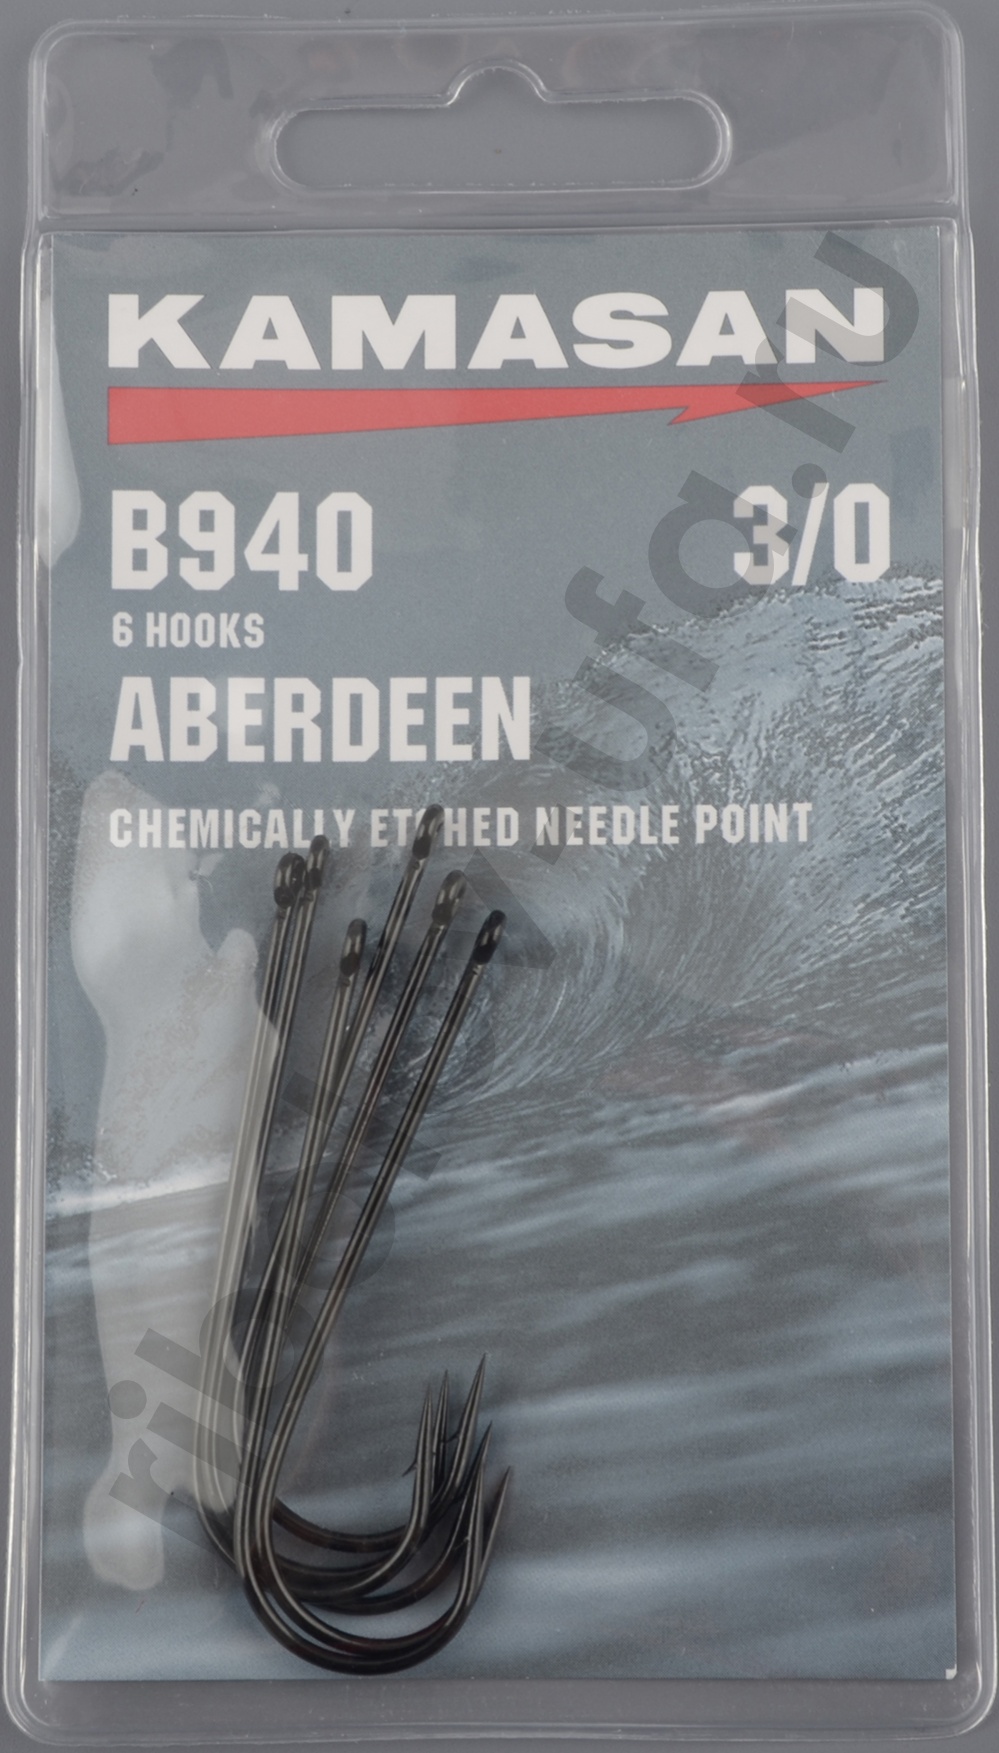 KAMASAN
B940 3/0
6 HOOKS
ABERDEEN
CHEMICALLY ETCHED NEEDLE POINT